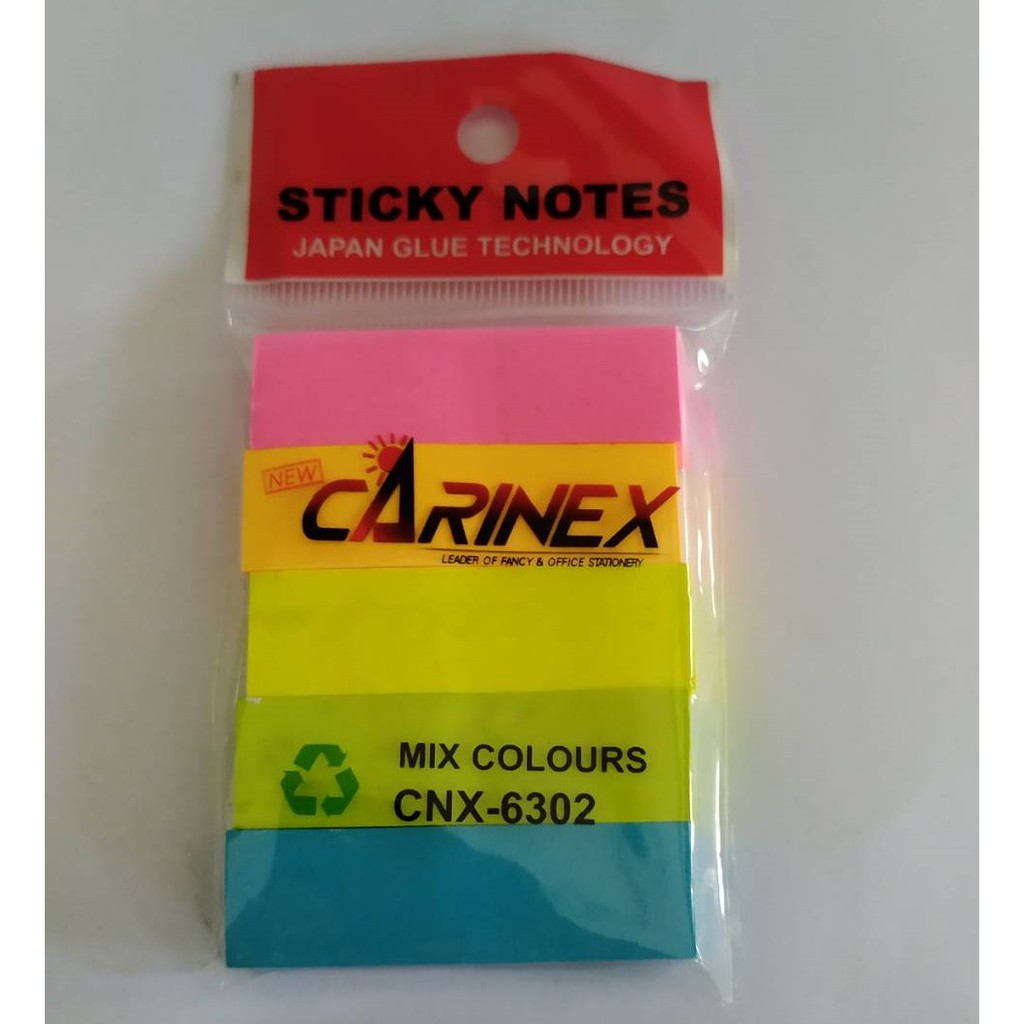 STICKY NOTES
JAPAN GLUE TECHNOLOGY
NEW
CARINEX
LEADER OF FANCY & OFFICE STATIONERY
MIX COLOURS
CNX-6302